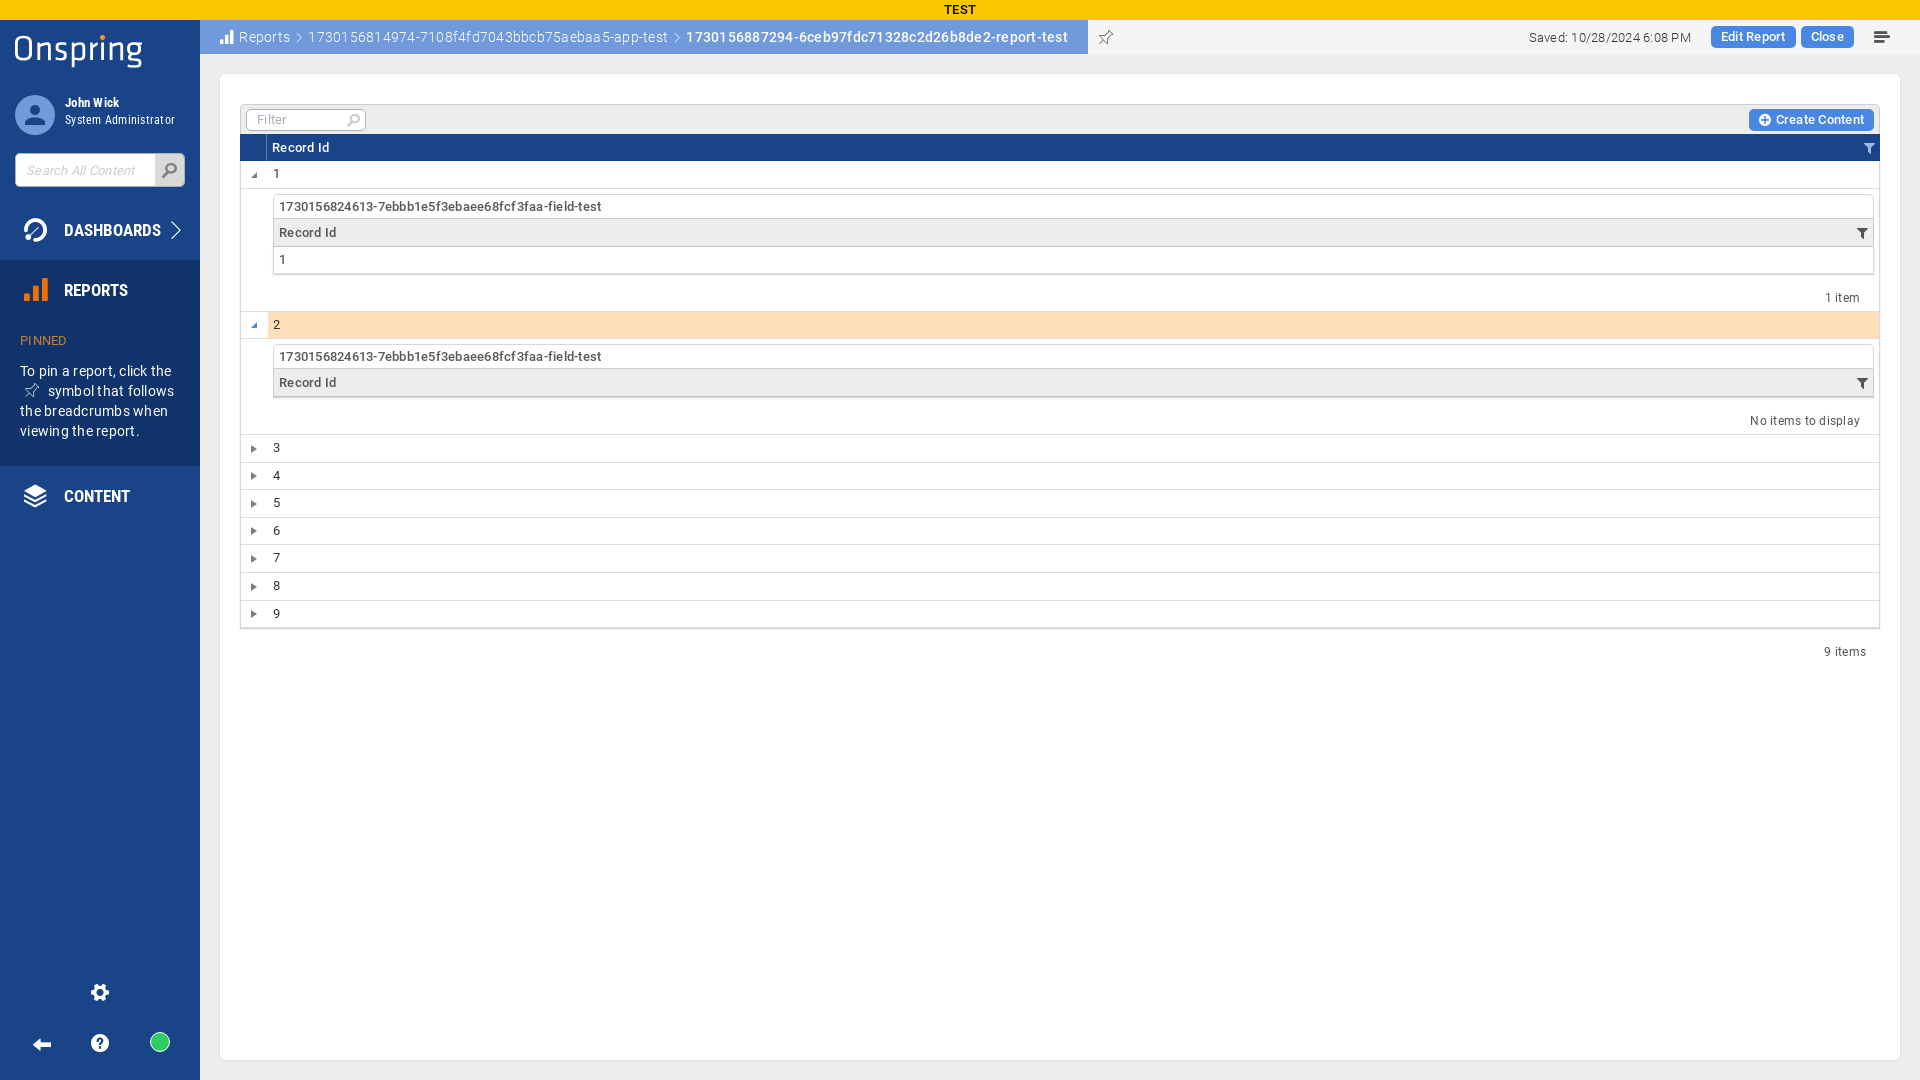 TEST
Onspring
Reports
1730156814974-7108f4fd7043bbcb75aebaa5-app-test
1730156887294-6ceb97fdc71328c2d26b8de2-report-test
Saved: 10/28/2024 6:08 PM
Edit Report
Close
John Wick
System Administrator
Search All Content
DASHBOARDS
REPORTS
PINNED
To pin a report, click the
symbol that follows
the breadcrumbs when
viewing the report.
CONTENT
Filter
Create Content
Record Id
1
1730156824613-7ebbb1e5f3ebaee68fcf3faa-field-test
Record Id
1
1 item
2
1730156824613-7ebbb1e5f3ebaee68fcf3faa-field-test
Record Id
No items to display
3
4
5
6
7
8
9
9 items